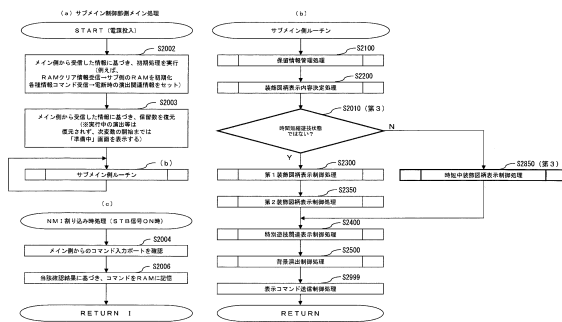 (a) サブメイン制御部側メイン処理
START (電源投入)
S2002
メイン側から受信した情報に基づき、初期処理を実行
(例えば、
RAMクリア情報受信→サブ側のRAMを初期化
各種情報コマンド受信→電断時の演出関連情報をセット)
S2003
メイン側から受信した情報に基づき、保留数を復元
(※実行中の演出等は
復元されず、次変動の開始までは
「準備中」画面を表示する)
(b)
サブメイン側ルーチン
(c)
NMI割り込み時処理 (STB信号ON時)
S2004
メイン側からのコマンド入力ポートを確認
S2006
当該確認結果に基づき、コマンドをRAMに記憶
RETURN I
(b)
サブメイン側ルーチン
S2100
保留情報管理処理
S2200
装飾図柄表示内容決定処理
S2010 (第3)
時間短縮遊技状態
ではない?
N
Y
S2300
第1装飾図柄表示制御処理
S2850 (第3)
時短中装飾図柄表示制御処理
S2350
第2装飾図柄表示制御処理
S2400
特別遊技関連表示制御処理
S2500
背景演出制御処理
S2999
表示コマンド送信制御処理
RETURN